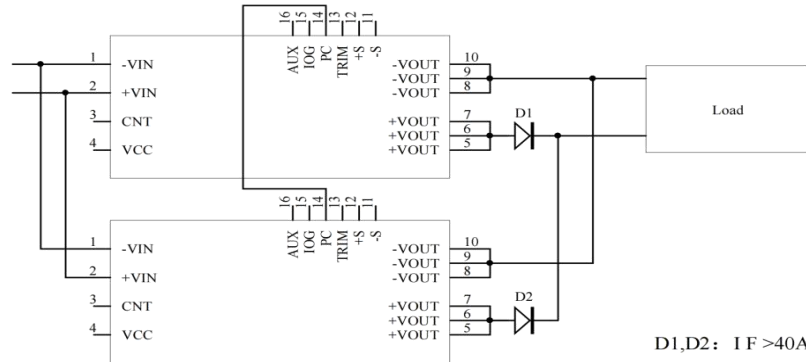 16 15 14 13 12 11
AUX IOG PC TRIM +S -S
1 -VIN -VOUT 10
-VOUT 9
2 +VIN -VOUT 8
3 CNT +VOUT 7 D1
+VOUT 6
4 VCC +VOUT 5
Load
16 15 14 13 12 11
AUX IOG PC TRIM +S -S
1 -VIN -VOUT 10
-VOUT 9
2 +VIN -VOUT 8
3 CNT +VOUT 7 D2
+VOUT 6
4 VCC +VOUT 5
D1,D2： I F >40A